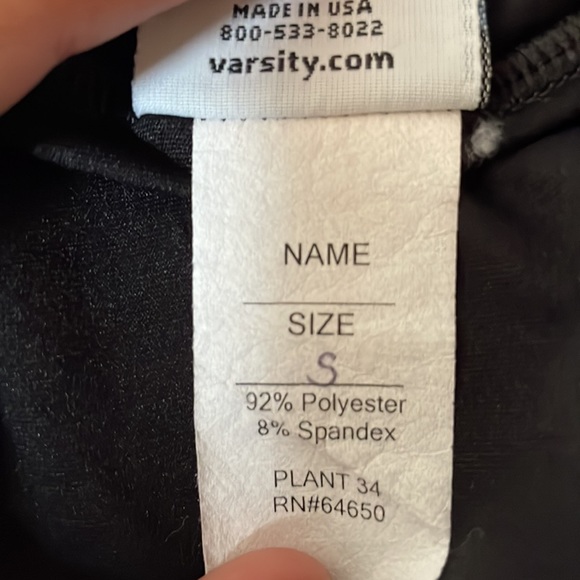 MADE IN USA
800-533-8022
varsity.com
NAME
SIZE
S
92% Polyester
8% Spandex
PLANT 34
RN#64650